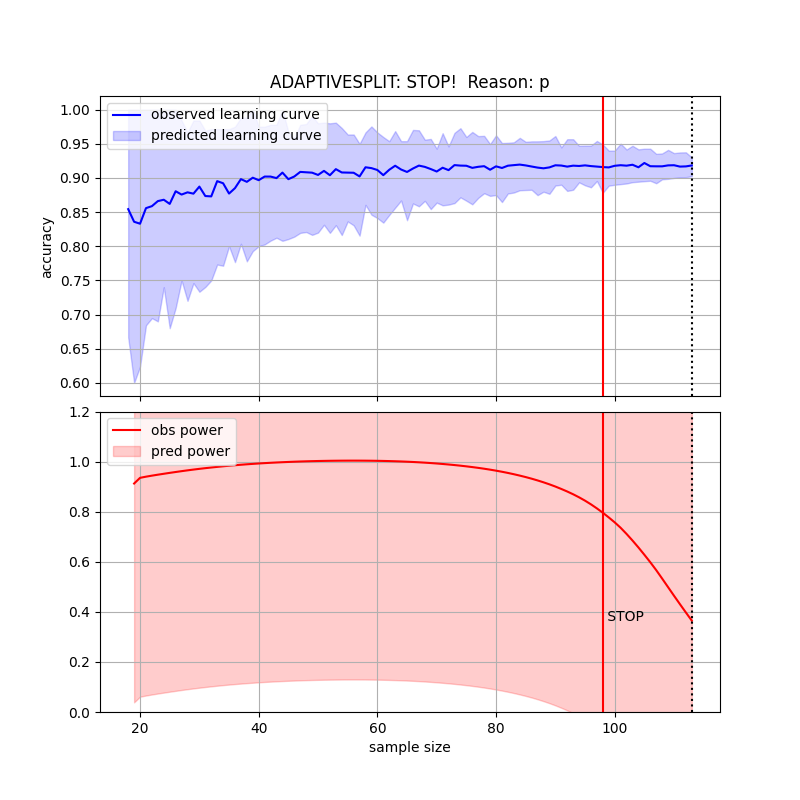 ADAPTIVESPLIT: STOP!  Reason: p
observed learning curve
predicted learning curve
1.00
0.95
0.90
0.85
0.80
0.75
0.70
0.65
0.60
accuracy
obs power
pred power
1.2
1.0
0.8
0.6
0.4
0.2
0.0
STOP
20 40 60 80 100
sample size